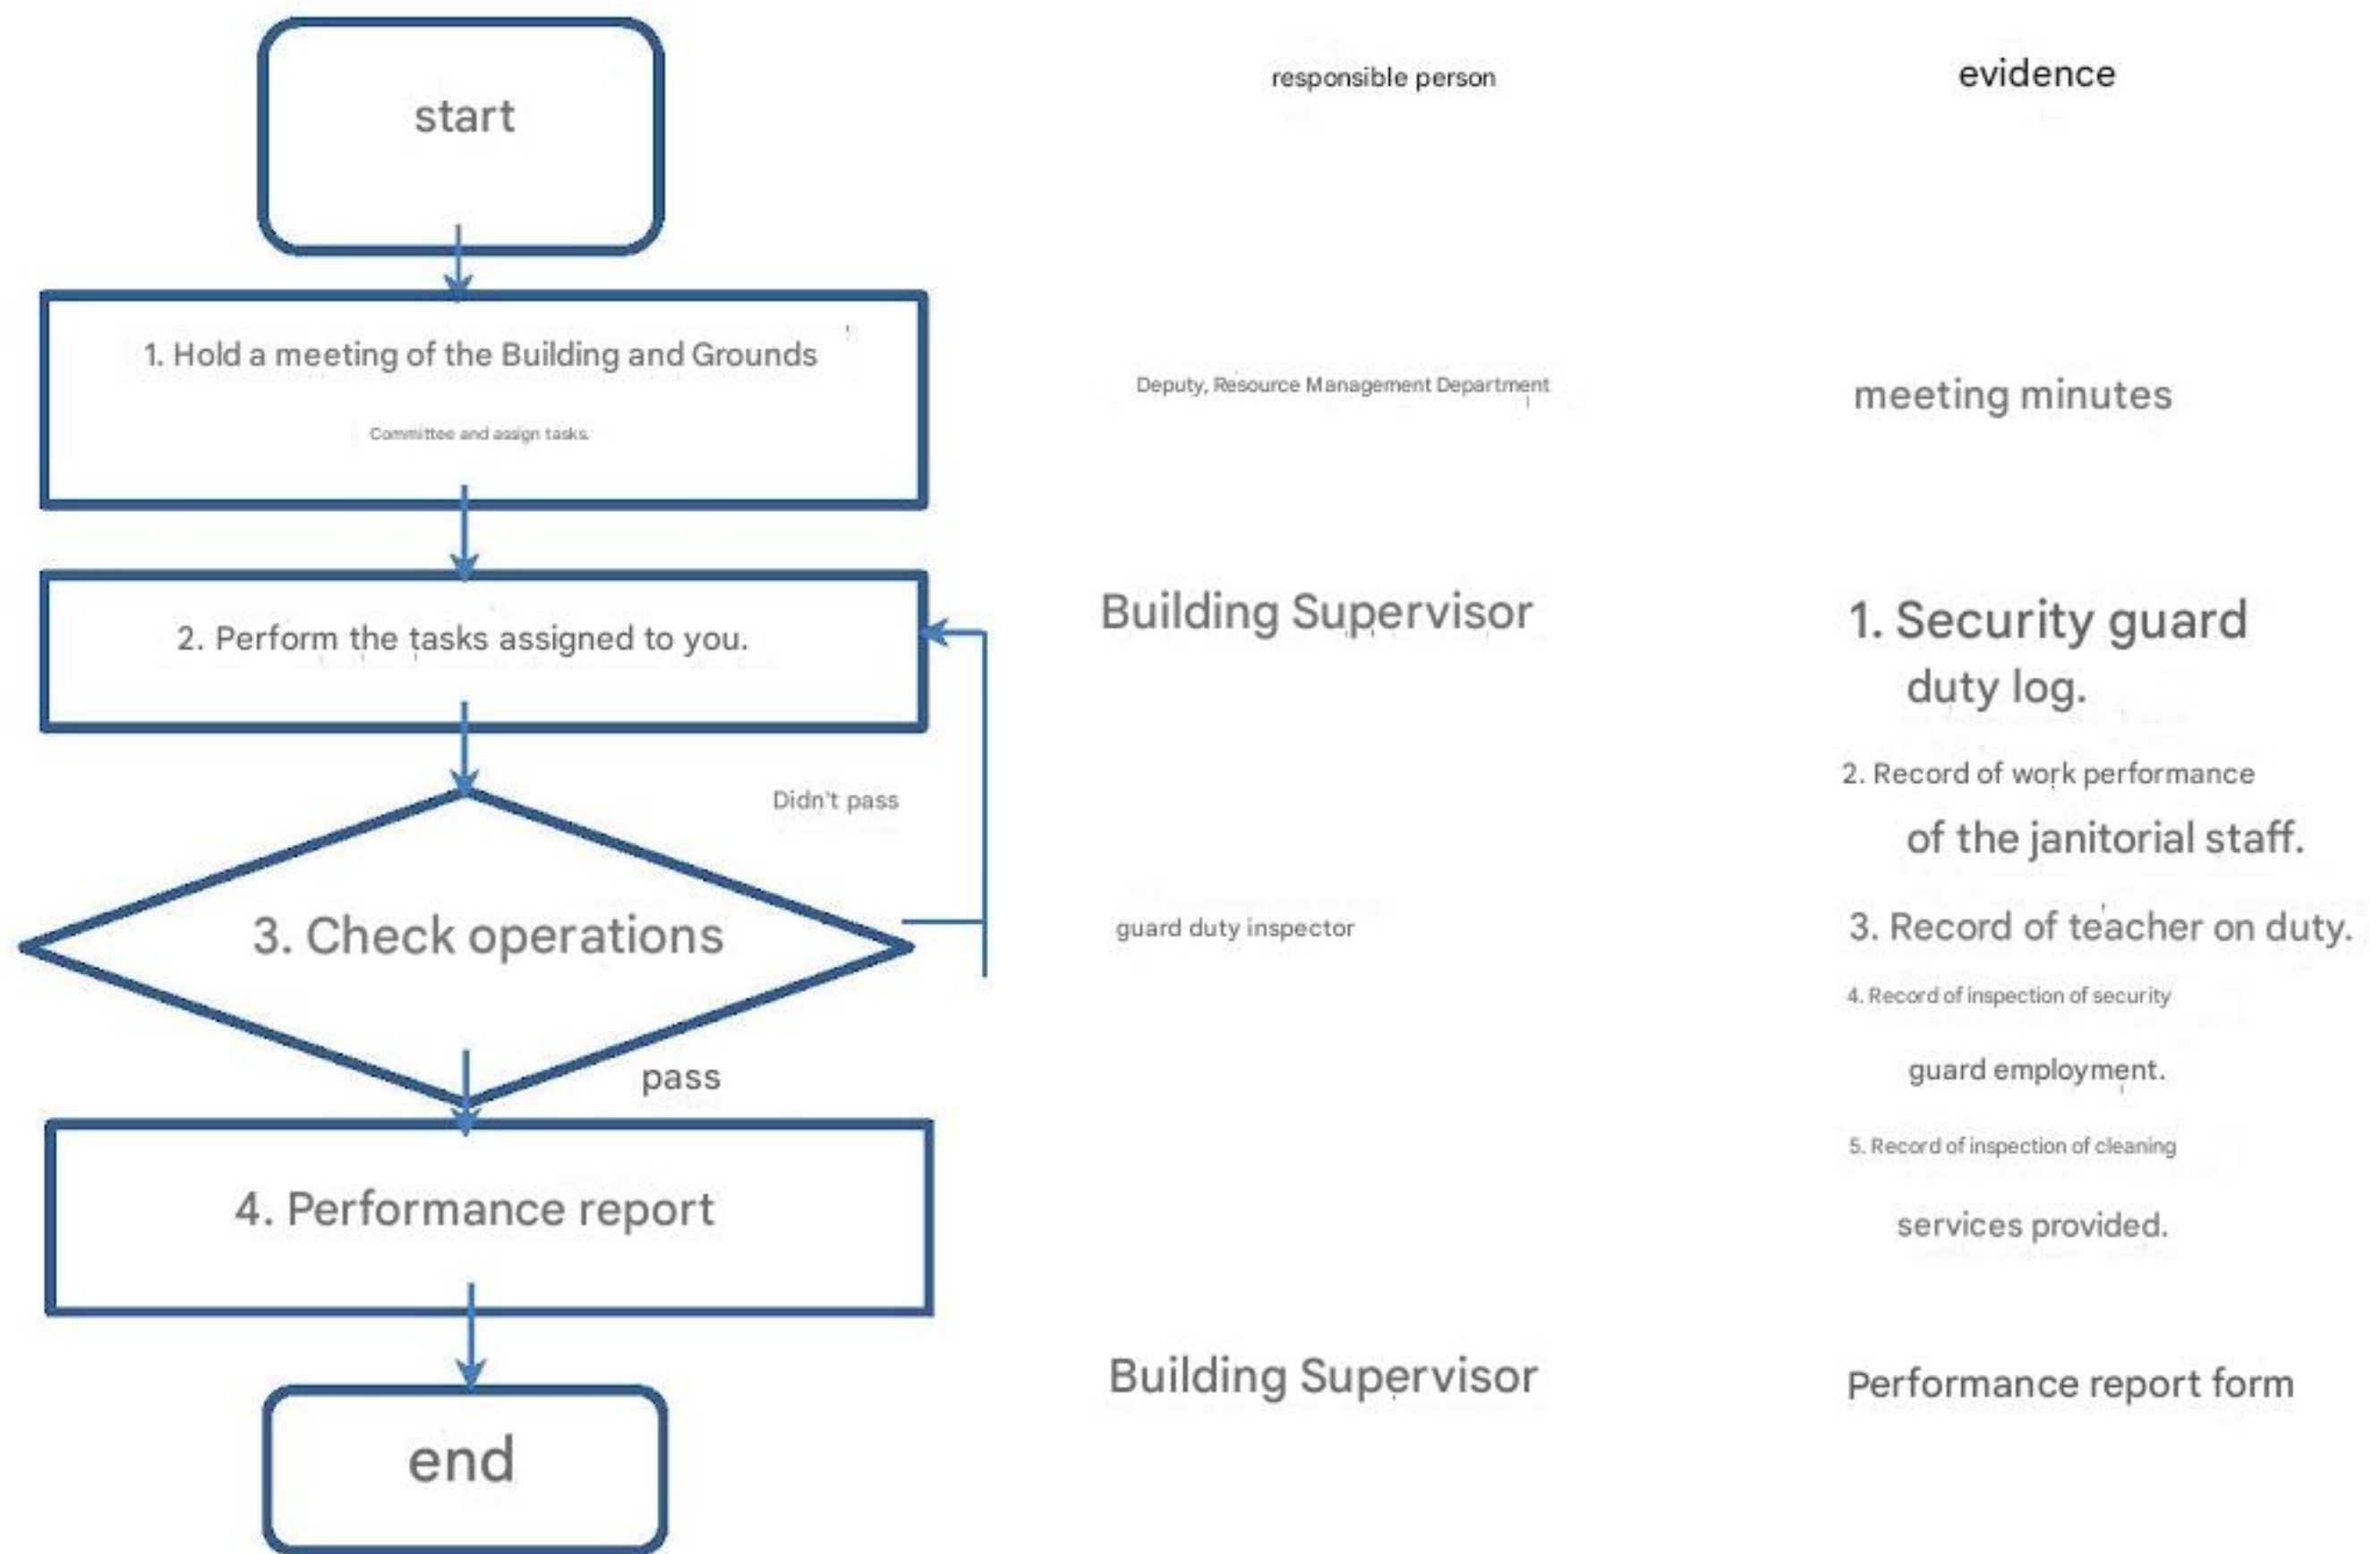 start
responsible person
evidence
1. Hold a meeting of the Building and Grounds
Committee and assign tasks.
Deputy, Resource Management Department
meeting minutes
2. Perform the tasks assigned to you.
Building Supervisor
1. Security guard
duty log.
2. Record of work performance
of the janitorial staff.
Didn't pass
3. Check operations
guard duty inspector
3. Record of teacher on duty.
4. Record of inspection of security
guard employment.
pass
5. Record of inspection of cleaning
services provided.
4. Performance report
Building Supervisor
Performance report form
end